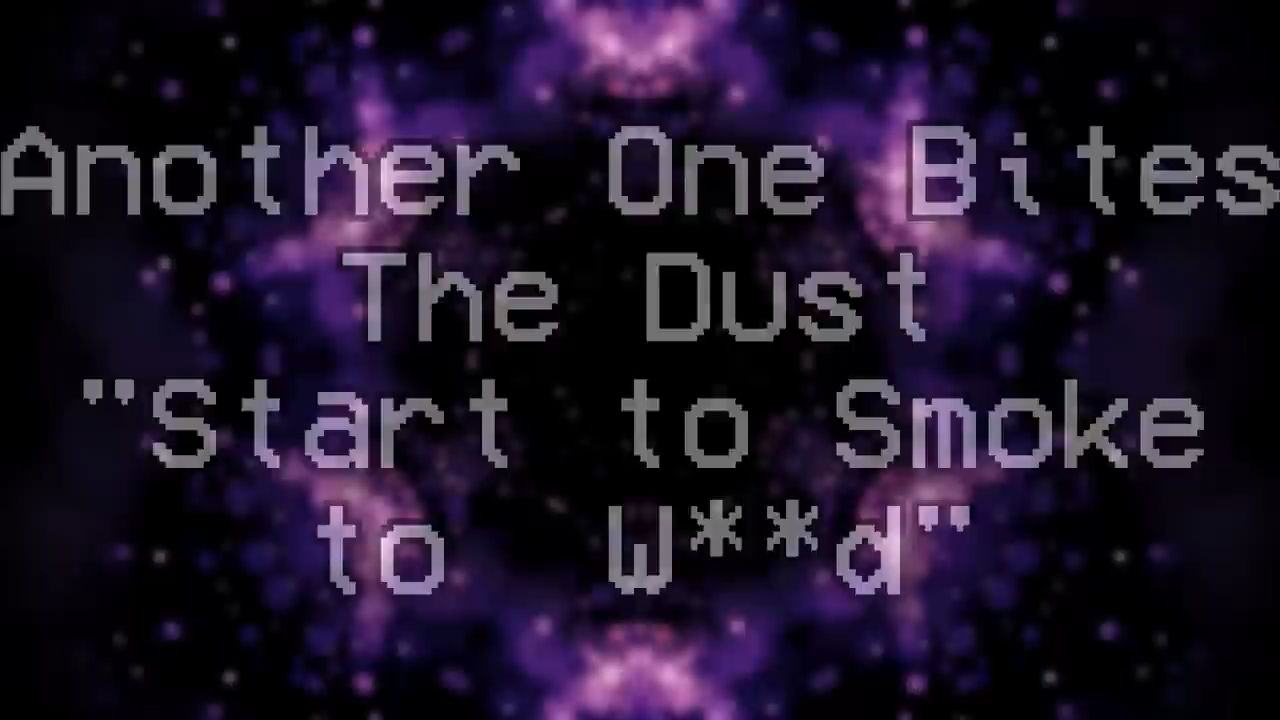 Another One Bites
The Dust
"Start to Smoke
to W**d"